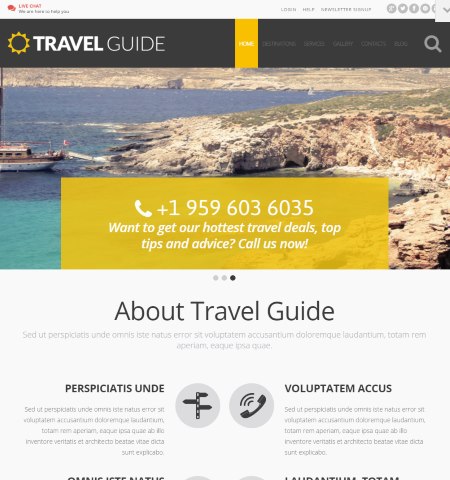 LIVE CHAT
We are here to help you
LOGIN HELP NEWSLETTER SIGNUP
TRAVEL GUIDE
HOME DESTINATIONS SERVICES GALLERY CONTACTS BLOG
+1 959 603 6035
Want to get our hottest travel deals, top
tips and advice? Call us now!
About Travel Guide
Sed ut perspiciatis unde omnis iste natus error sit voluptatem accusantium doloremque laudantium, totam rem
aperiam, eaque ipsa quae.
PERSPICIATIS UNDE
Sed ut perspiciatis unde omnis iste natus error sit
voluptatem accusantium doloremque laudantium,
totam rem aperiam, eaque ipsa quae ab illo
inventore veritatis et architecto beatae vitae dicta
sunt explicabo.
VOLUPTATEM ACCUS
Sed ut perspiciatis unde omnis iste natus error sit
voluptatem accusantium doloremque laudantium,
totam rem aperiam, eaque ipsa quae ab illo
inventore veritatis et architecto beatae vitae dicta
sunt explicabo.
OMNIS ISTE NATUS
LAUDANTIUM, TOTAM